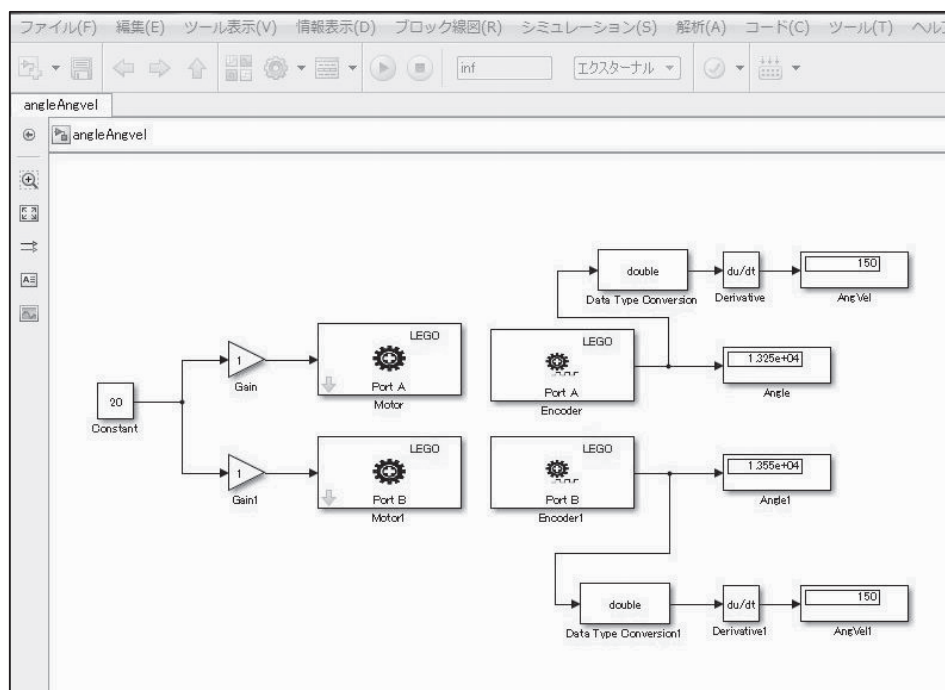 ファイル(F) 編集(E) ツール表示(V) 情報表示(D) ブロック線図(R) シミュレーション(S) 解析(A) コード(C) ツール(T)
inf エクスターナル
angleAngvel
angleAngvel
double du/dt 150
Data Type Conversion Derivative AngVel
LEGO LEGO
1 Port A Port A 1.325e+04
Gain Motor Encoder Angle
20
Constant
LEGO LEGO
1 Port B Port B 1.355e+04
Gain1 Motor1 Encoder1 Angle1
double du/dt 150
Data Type Conversion1 Derivative1 AngVel1